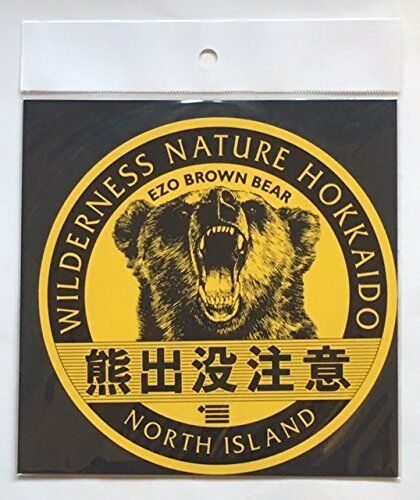 WILDERNESS NATURE HOKKAIDO
EZO BROWN BEAR
熊出没注意
NORTH ISLAND